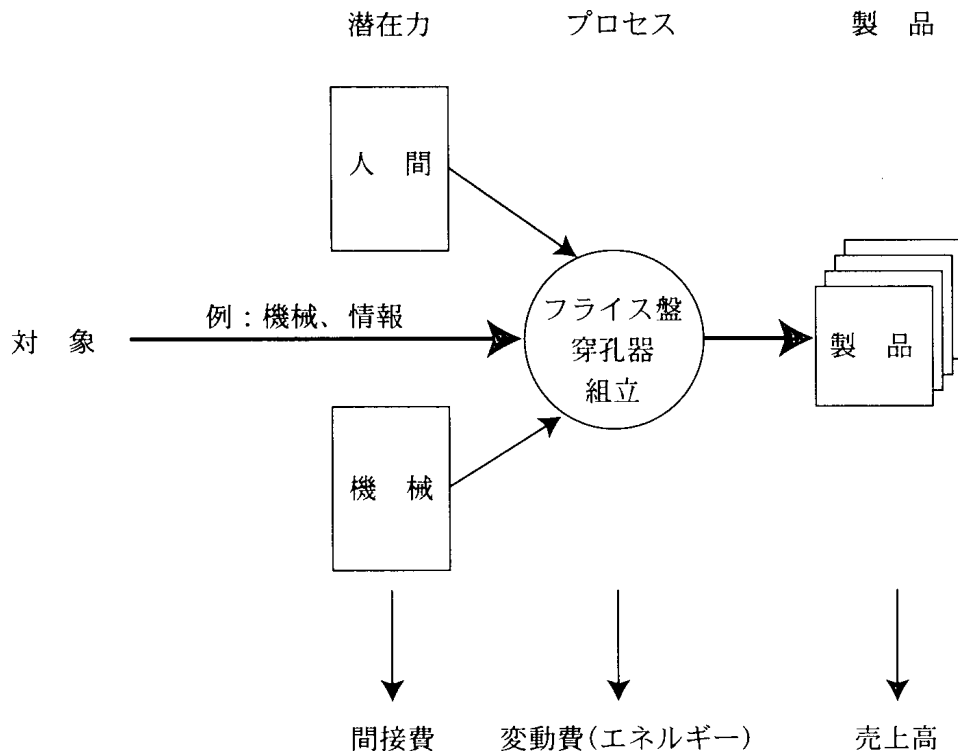 潜在力
プロセス
製 品
人 間
例：機械、情報
対 象
フライス盤
穿孔器
組立
製 品
機 械
間接費
変動費(エネルギー)
売上高